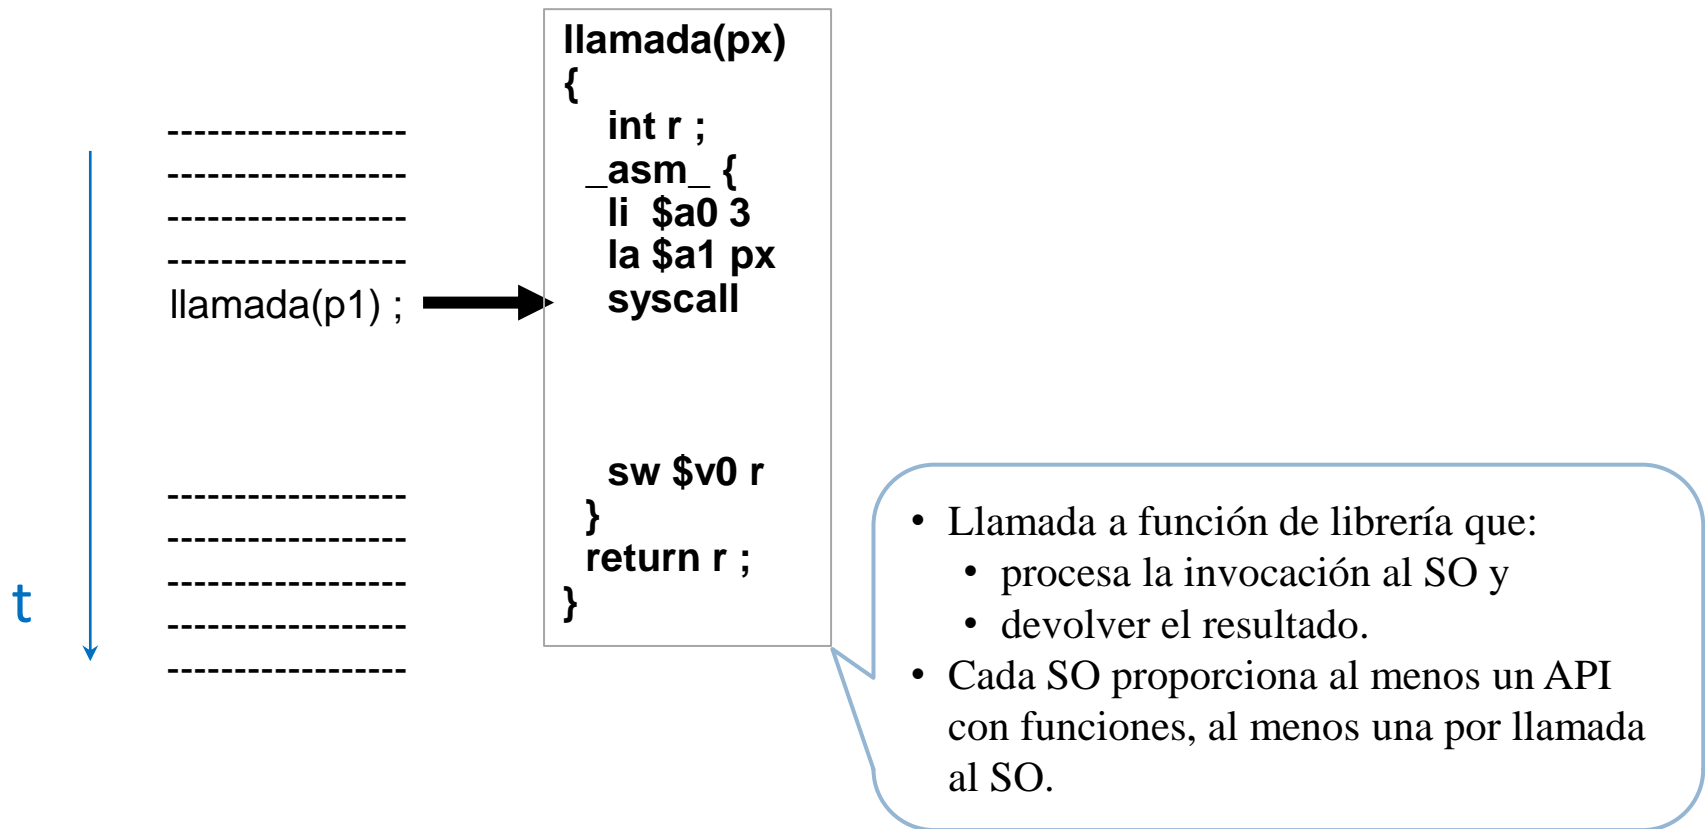 llamada(px)
{
int r ;
_asm_ {
li $a0 3
la $a1 px
syscall
sw $v0 r
}
return r ;
}
------------------
------------------
------------------
------------------
llamada(p1) ;
------------------
------------------
------------------
------------------
------------------
t
• Llamada a función de librería que:
• procesa la invocación al SO y
• devolver el resultado.
• Cada SO proporciona al menos un API
con funciones, al menos una por llamada
al SO.